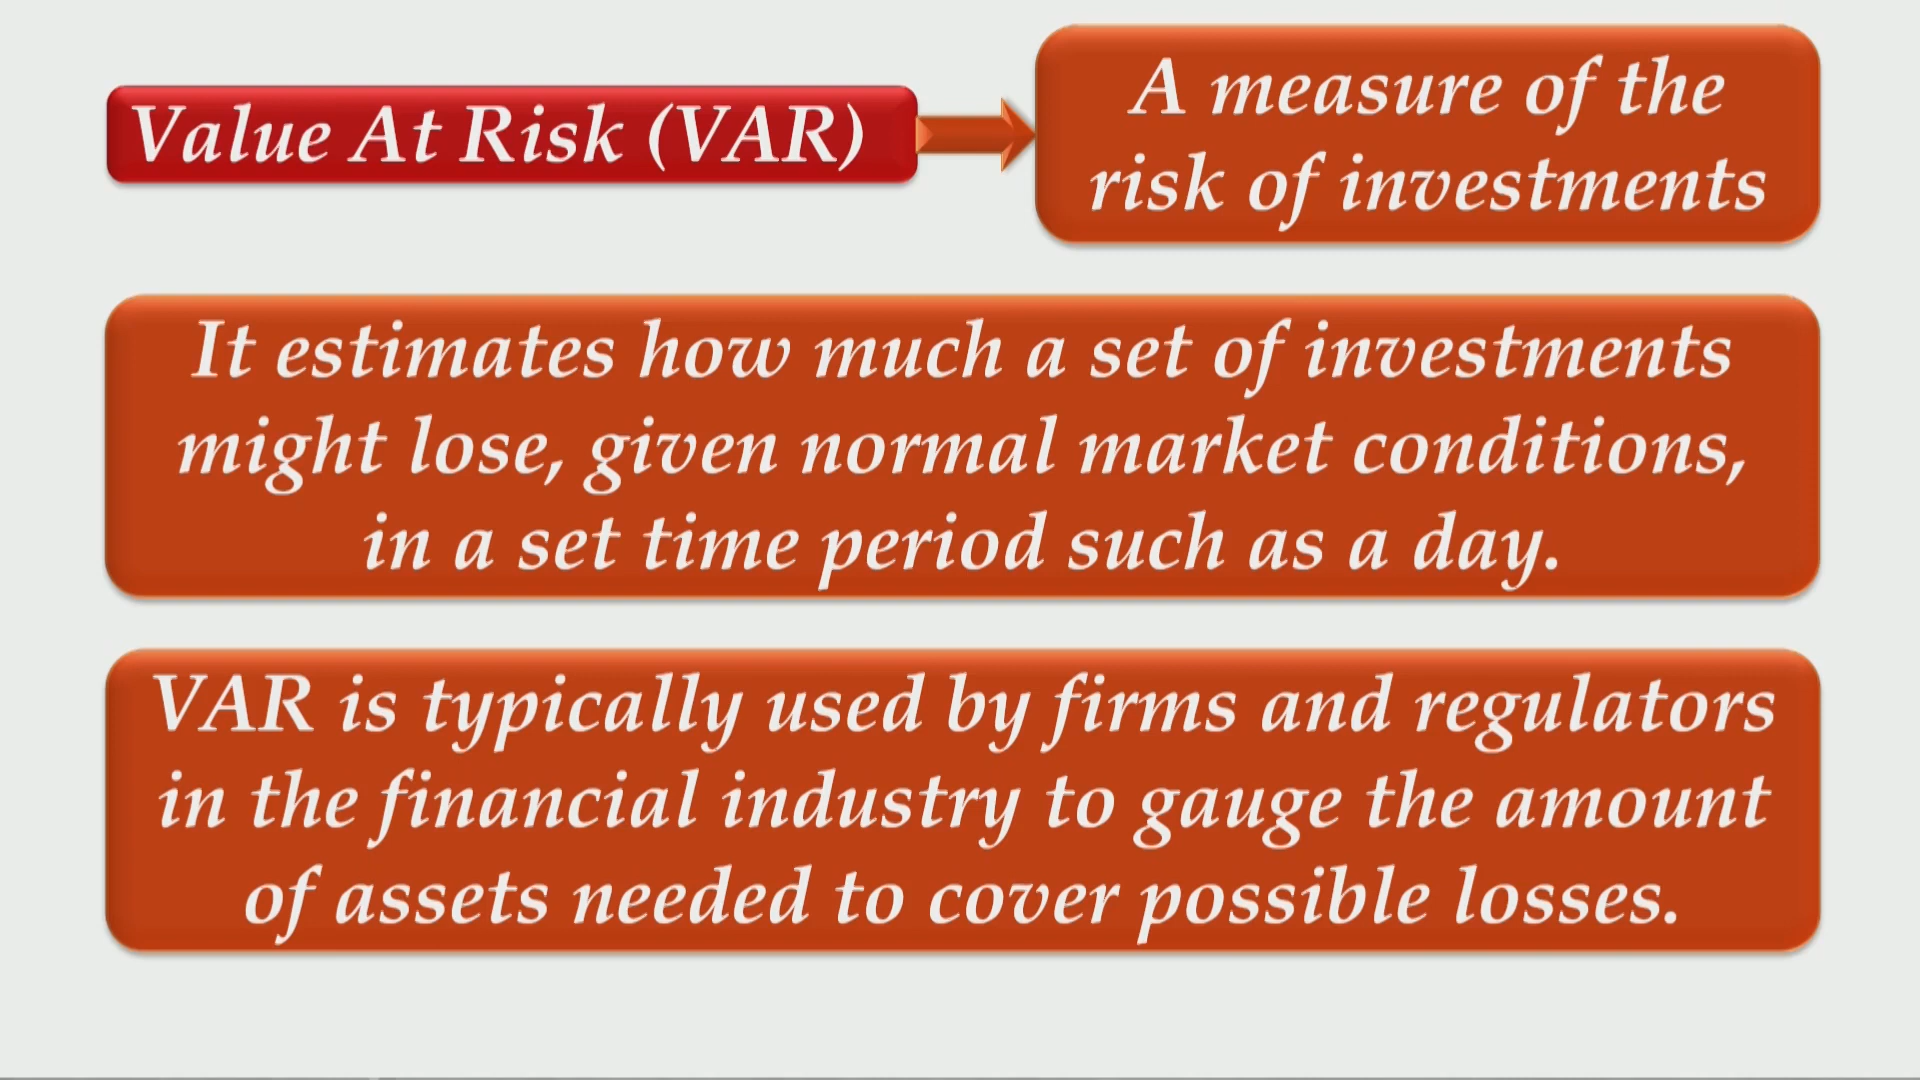 Value At Risk (VAR)
A measure of the
risk of investments
It estimates how much a set of investments
might lose, given normal market conditions,
in a set time period such as a day.
VAR is typically used by firms and regulators
in the financial industry to gauge the amount
of assets needed to cover possible losses.